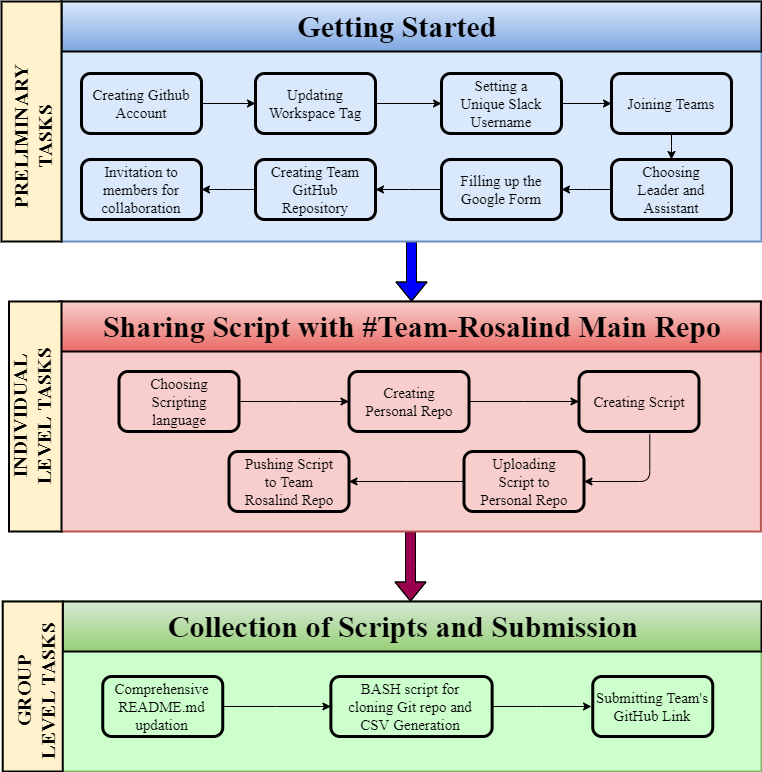 Getting Started
PRELIMINARY
TASKS
Creating Github
Account
Updating
Workspace Tag
Setting a
Unique Slack
Username
Joining Teams
Choosing
Leader and
Assistant
Filling up the
Google Form
Creating Team
GitHub
Repository
Invitation to
members for
collaboration
Sharing Script with #Team-Rosalind Main Repo
INDIVIDUAL
LEVEL TASKS
Choosing
Scripting
language
Creating
Personal Repo
Creating Script
Uploading
Script to
Personal Repo
Pushing Script
to Team
Rosalind Repo
Collection of Scripts and Submission
GROUP
LEVEL TASKS
Comprehensive
README.md
updation
BASH script for
cloning Git repo and
CSV Generation
Submitting Team's
GitHub Link